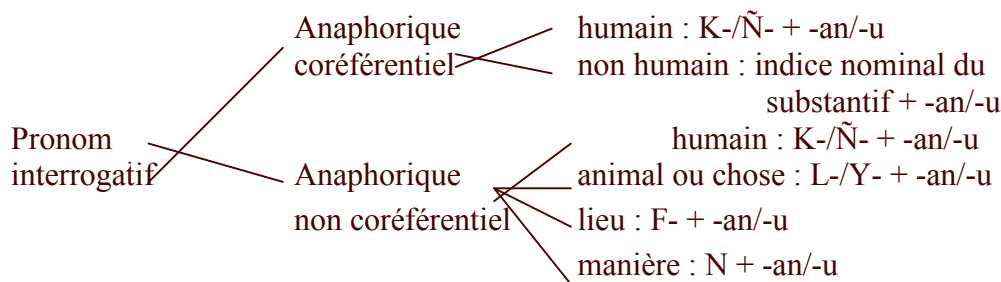 Anaphorique
coréférentiel
humain : K-/Ñ- + -an/-u
non humain : indice nominal du
substantif + -an/-u
Pronom
interrogatif
Anaphorique
non coréférentiel
humain : K-/Ñ- + -an/-u
animal ou chose : L-/Y- + -an/-u
lieu : F- + -an/-u
manière : N + -an/-u